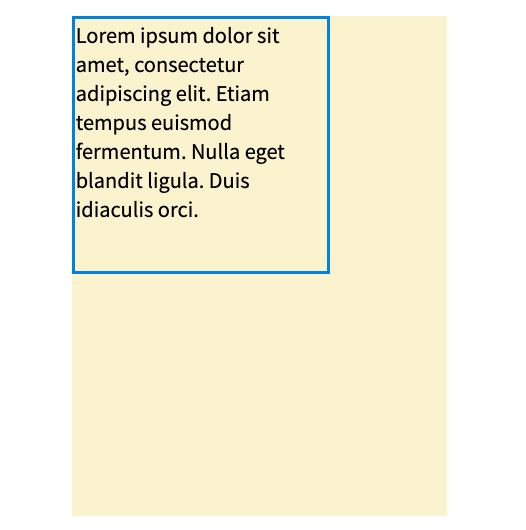 Lorem ipsum dolor sit
amet, consectetur
adipiscing elit. Etiam
tempus euismod
fermentum. Nulla eget
blandit ligula. Duis
idiaculis orci.